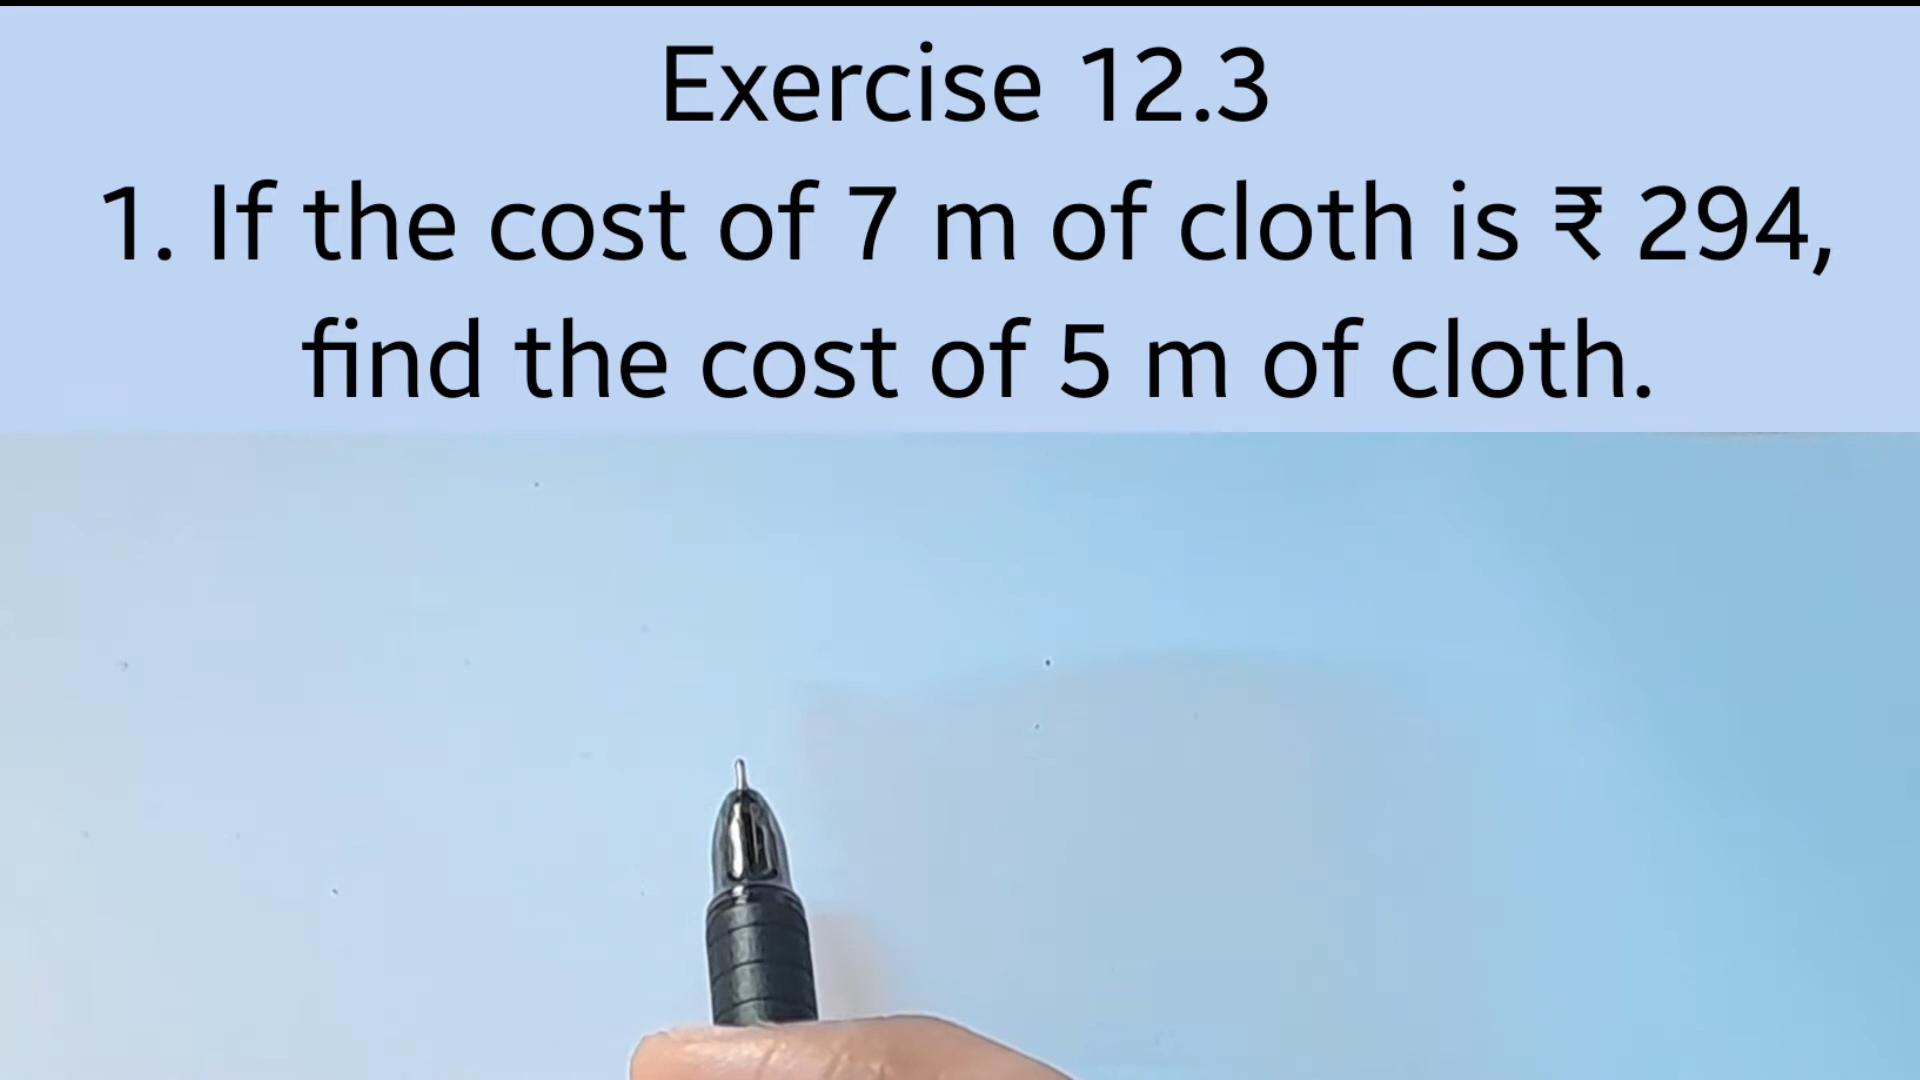 Exercise 12.3
1. If the cost of 7 m of cloth is ₹ 294,
find the cost of 5 m of cloth.